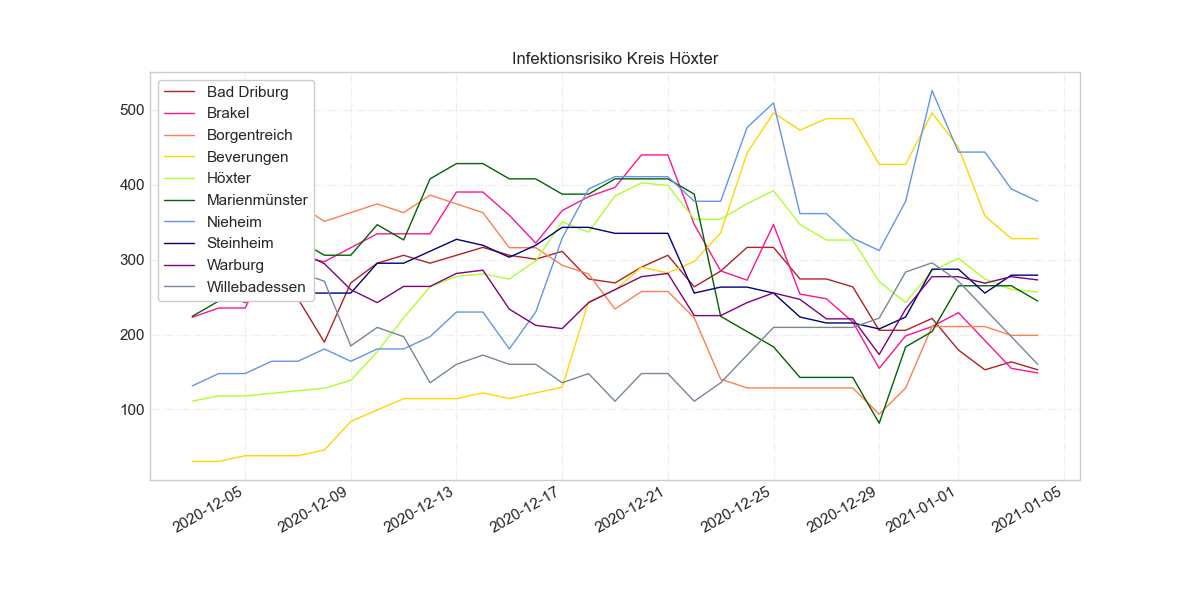 Infektionsrisiko Kreis Höxter
Bad Driburg
Brakel
Borgentreich
Beverungen
Höxter
Marienmünster
Nieheim
Steinheim
Warburg
Willebadessen
500
400
300
200
100
2020-12-05
2020-12-09
2020-12-13
2020-12-17
2020-12-21
2020-12-25
2020-12-29
2021-01-01
2021-01-05